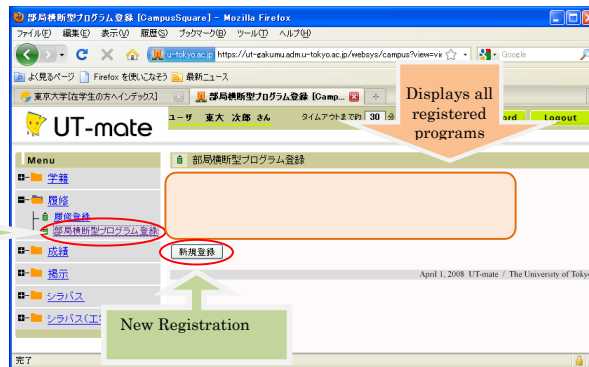 部局横断型プログラム登録 [CampusSquare] - Mozilla Firefox
ファイル(F) 編集(E) 表示(V) 履歴(S) ブックマーク(B) ツール(T) ヘルプ(H)
u-tokyo.ac.jp https://ut-gakumu.adm.u-tokyo.ac.jp/websys/campus?view=vi Google
よく見るページ Firefox を使いこなそう 最新ニュース
東京大学[在学生の方へインデックス] 部局横断型プログラム登録 [Camp...
Displays all
registered
programs
UT-mate
ユーザ 東大 次郎 さん タイムアウトまで約 30 分
Logout
Menu
部局横断型プログラム登録
学籍
履修
履修登録
部局横断型プログラム登録
成績
新規登録
掲示
April 1, 2008 UT-mate / The University of Tokyo
シラバス
シラバス(工
New Registration
完了